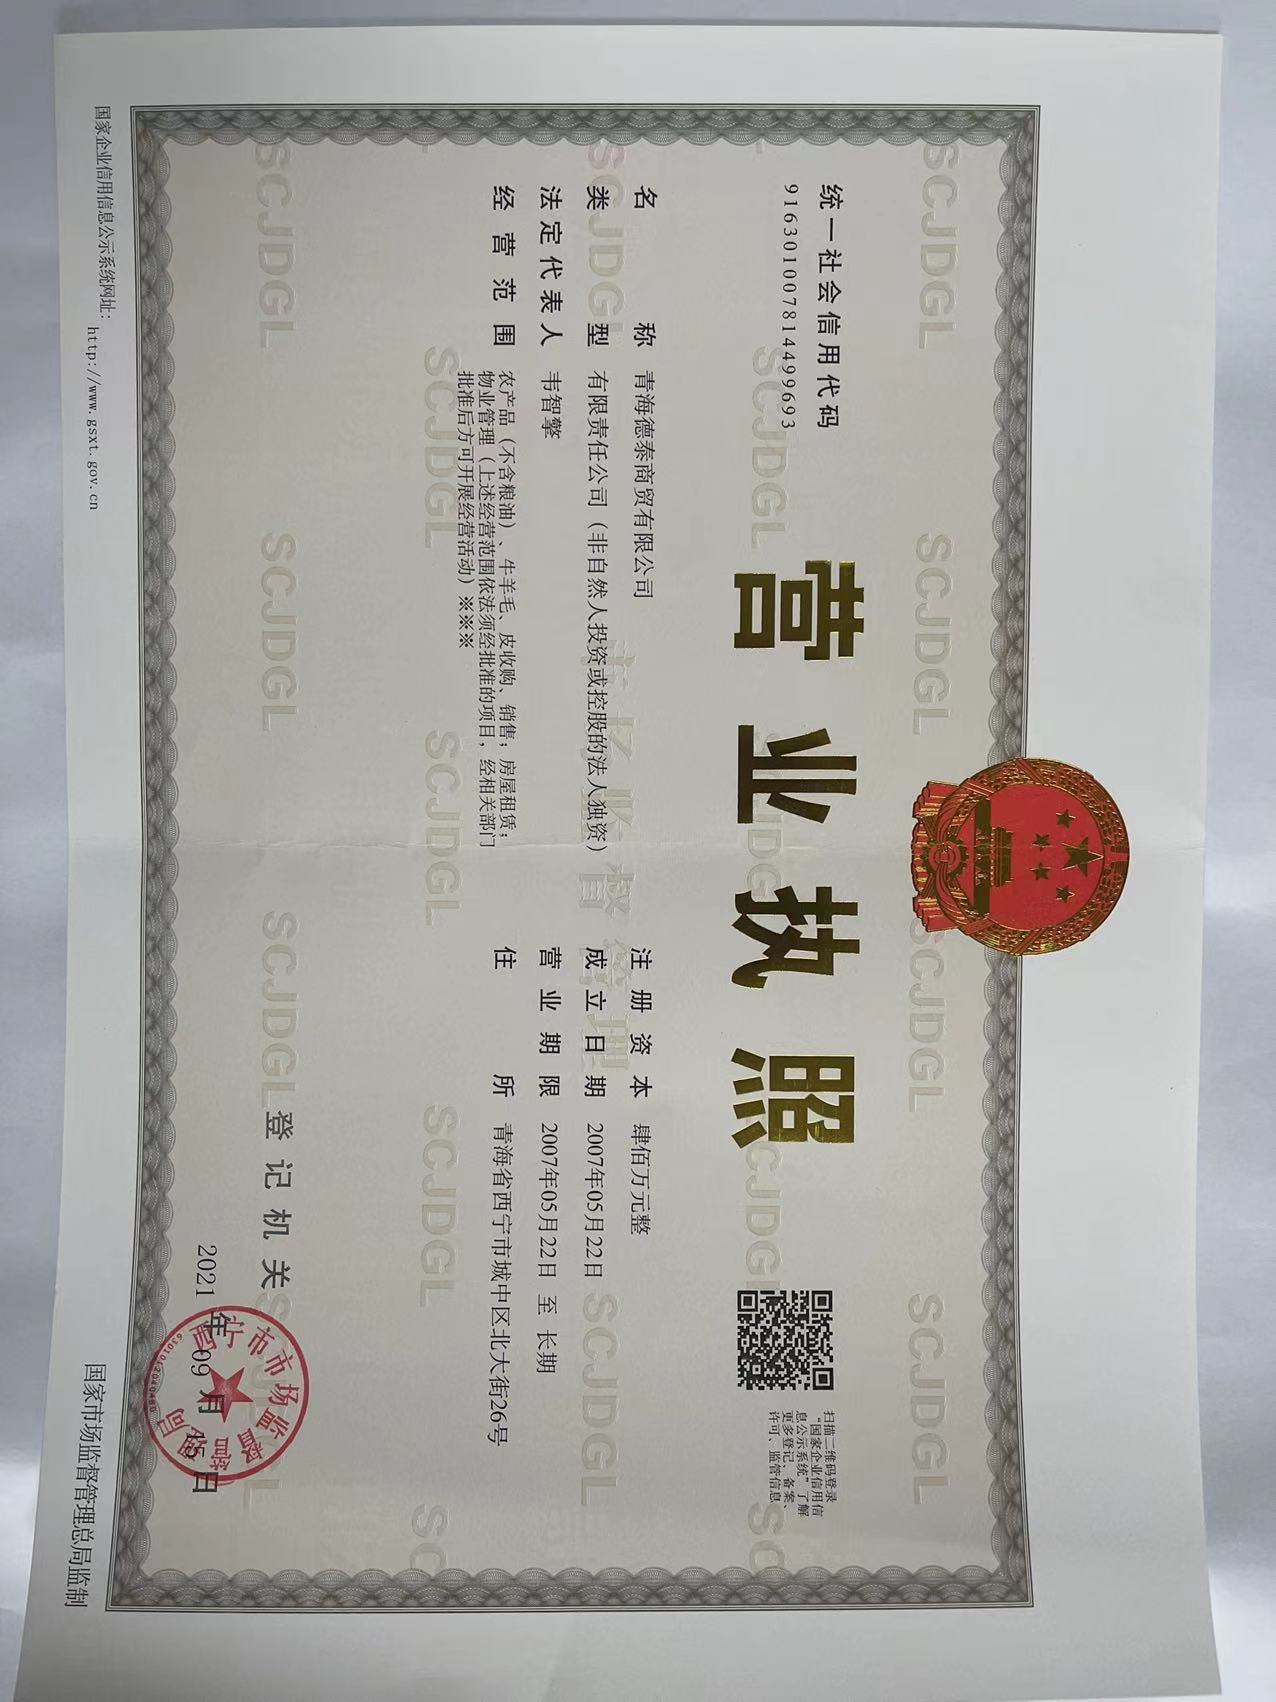 营业执照
统一社会信用代码
916301007814499693
扫描二维码登录
“国家企业信用信
息公示系统”了解
更多登记、备案、
许可、监管信息
名称 青海德泰商贸有限公司
类型 有限责任公司（非自然人投资或控股的法人独资）
法定代表人 韦智擎
经营范围 农产品（不含粮油）、牛羊毛、皮收购、销售；房屋租赁；
物业管理（上述经营范围依法须经批准的项目，经相关部门
批准后方可开展经营活动）※※※
注册资本 肆佰万元整
成立日期 2007年05月22日
营业期限 2007年05月22日 至 长期
住所 青海省西宁市城中区北大街26号
登记机关
2021 年 09 月 15 日
西宁市市场监督管理局
国家企业信用信息公示系统网址： http://www.gsxt.gov.cn
国家市场监督管理总局监制